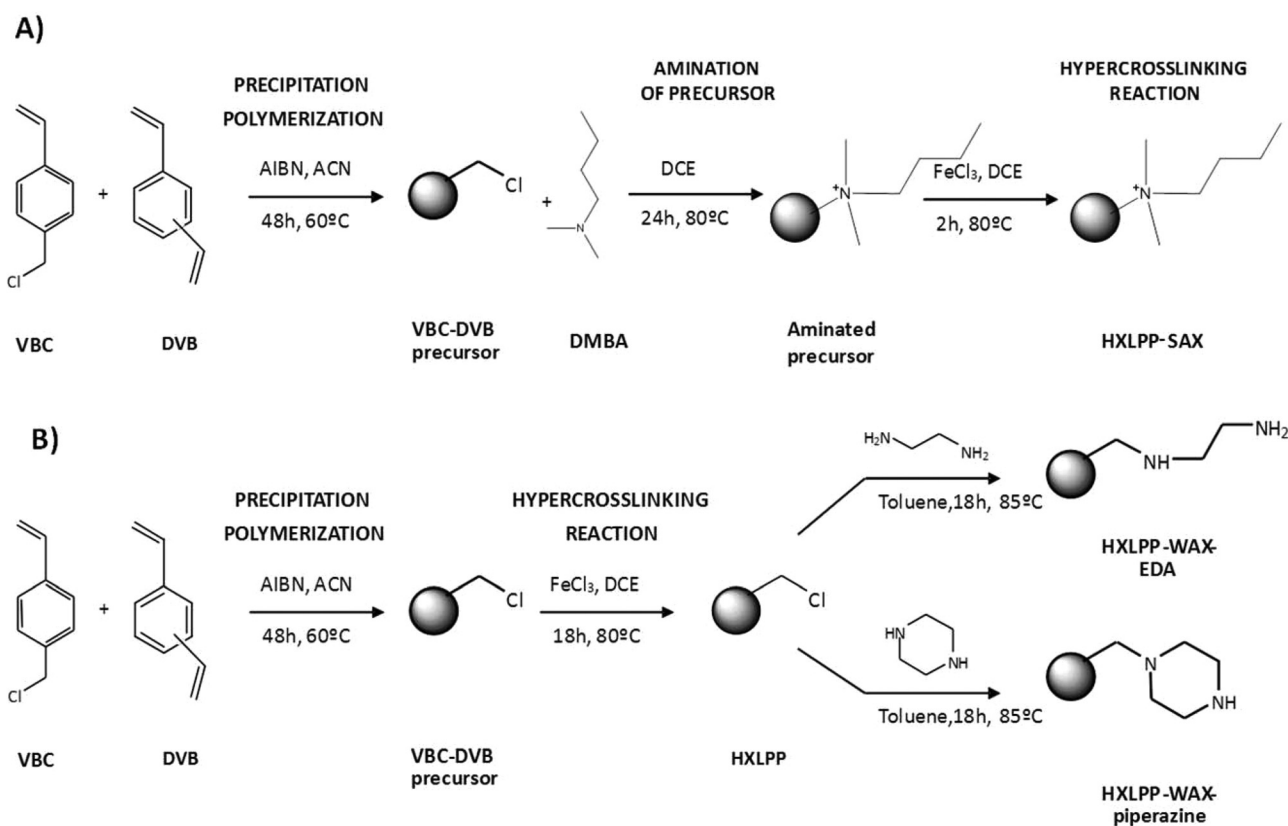 A)
PRECIPITATION
POLYMERIZATION
AIBN, ACN
48h, 60ºC
AMINATION
OF PRECURSOR
DCE
24h, 80ºC
HYPERCROSSLINKING
REACTION
FeCl₃, DCE
2h, 80ºC
Cl
+
Cl
+
N
N
+
N
+
VBC
DVB
VBC-DVB
precursor
DMBA
Aminated
precursor
HXLPP-SAX
B)
PRECIPITATION
POLYMERIZATION
AIBN, ACN
48h, 60ºC
HYPERCROSSLINKING
REACTION
FeCl₃, DCE
18h, 80ºC
H₂N
NH₂
Toluene,18h, 85ºC
NH
NH₂
HXLPP-WAX-
EDA
Cl
+
Cl
Cl
HN
NH
Toluene,18h, 85ºC
N
NH
VBC
DVB
VBC-DVB
precursor
HXLPP
HXLPP-WAX-
piperazine